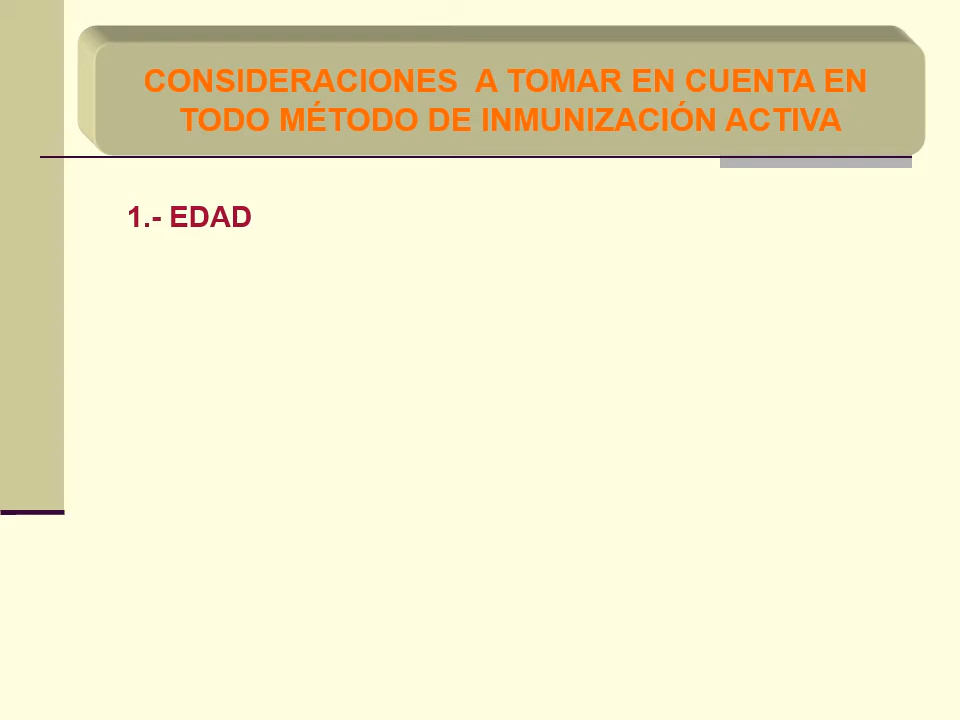 CONSIDERACIONES  A TOMAR EN CUENTA EN
TODO MÉTODO DE INMUNIZACIÓN ACTIVA
1.- EDAD